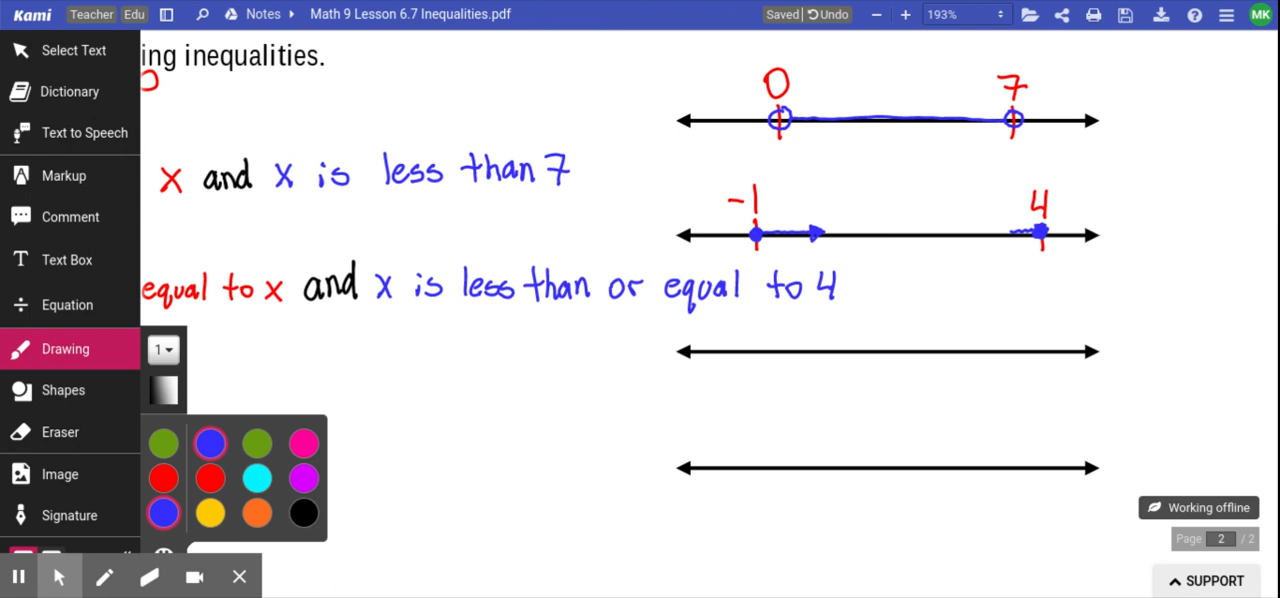 Kami Teacher Edu Notes Math 9 Lesson 6.7 Inequalities.pdf Saved Undo − + 193% MK
Select Text
Dictionary
Text to Speech
Markup
Comment
Text Box
Equation
Drawing
Shapes
Eraser
Image
Signature
1
ing inequalities.
0 7
x and x is less than 7
-1 4
equal to x and x is less than or equal to 4
Working offline
Page 2 / 2
SUPPORT